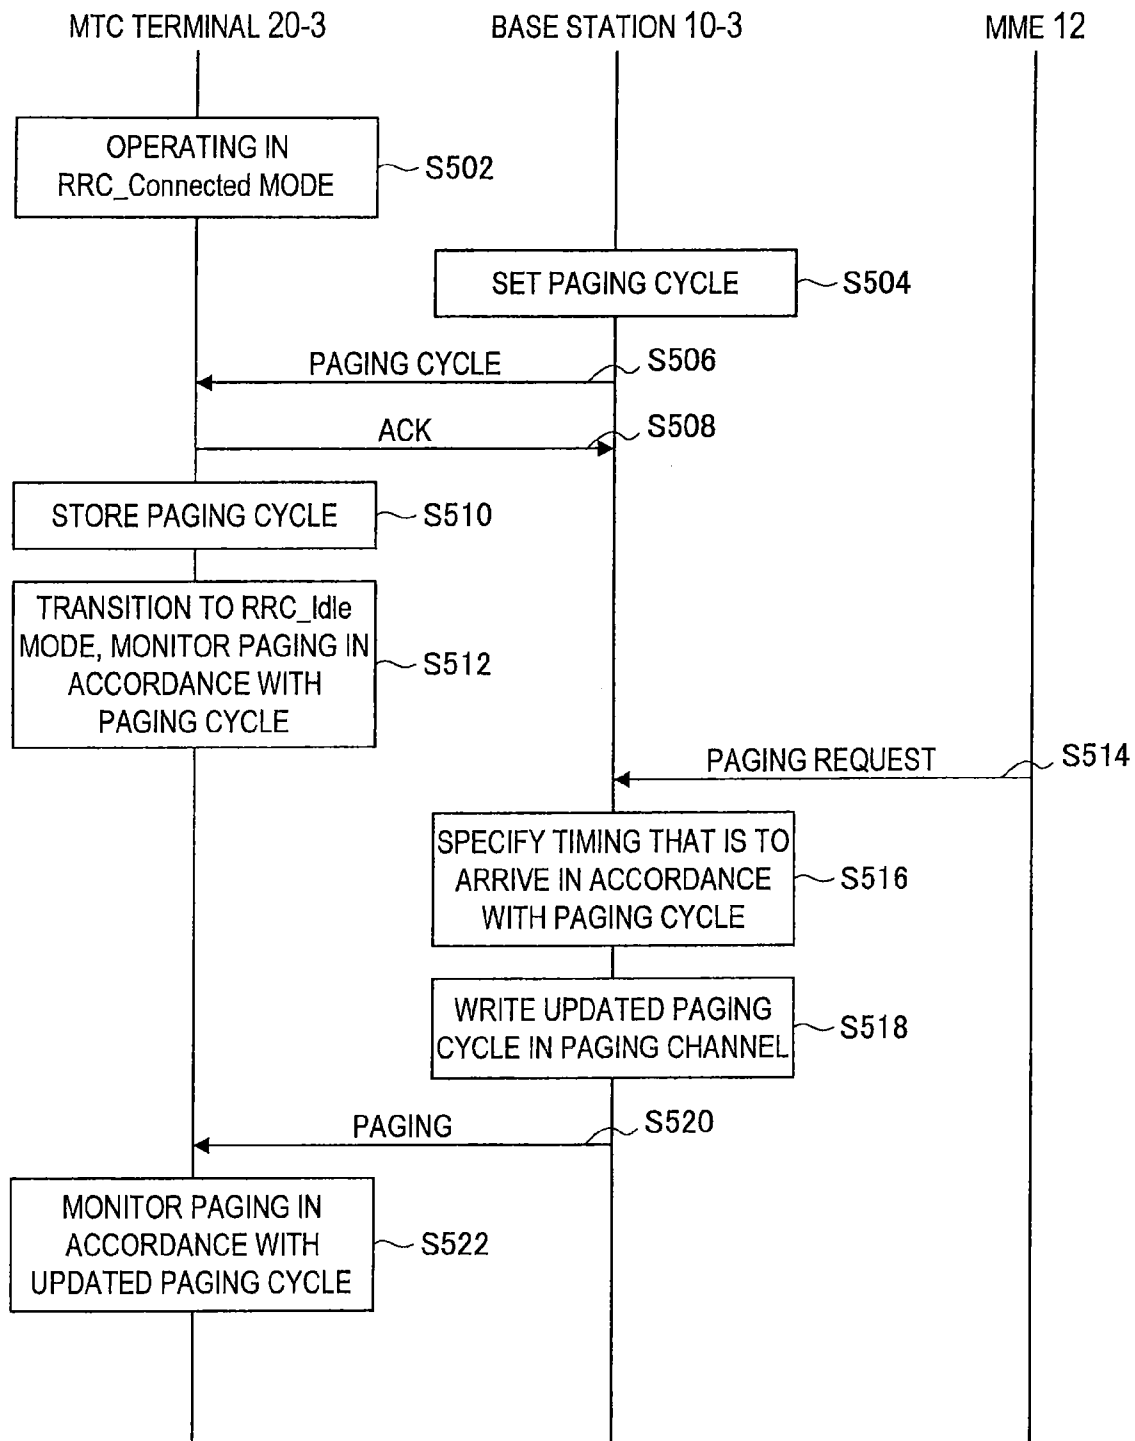 MTC TERMINAL 20-3
BASE STATION 10-3
MME 12
OPERATING IN
RRC_Connected MODE
S502
SET PAGING CYCLE
S504
PAGING CYCLE
S506
ACK
S508
STORE PAGING CYCLE
S510
TRANSITION TO RRC_Idle
MODE, MONITOR PAGING IN
ACCORDANCE WITH
PAGING CYCLE
S512
PAGING REQUEST
S514
SPECIFY TIMING THAT IS TO
ARRIVE IN ACCORDANCE
WITH PAGING CYCLE
S516
WRITE UPDATED PAGING
CYCLE IN PAGING CHANNEL
S518
PAGING
S520
MONITOR PAGING IN
ACCORDANCE WITH
UPDATED PAGING CYCLE
S522